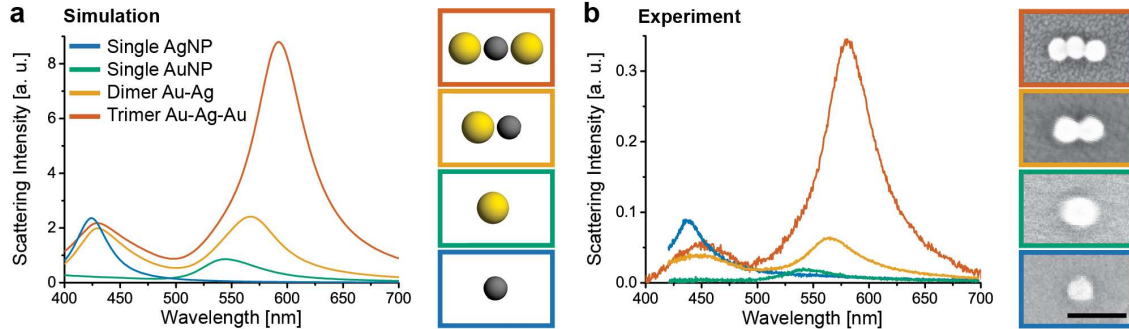 a Simulation
Single AgNP
Single AuNP
Dimer Au-Ag
Trimer Au-Ag-Au
Scattering Intensity [a. u.]
8
6
4
2
0
400 450 500 550 600 650 700
Wavelength [nm]
b Experiment
Scattering Intensity [a. u.]
0.3
0.2
0.1
0.0
400 450 500 550 600 650 700
Wavelength [nm]